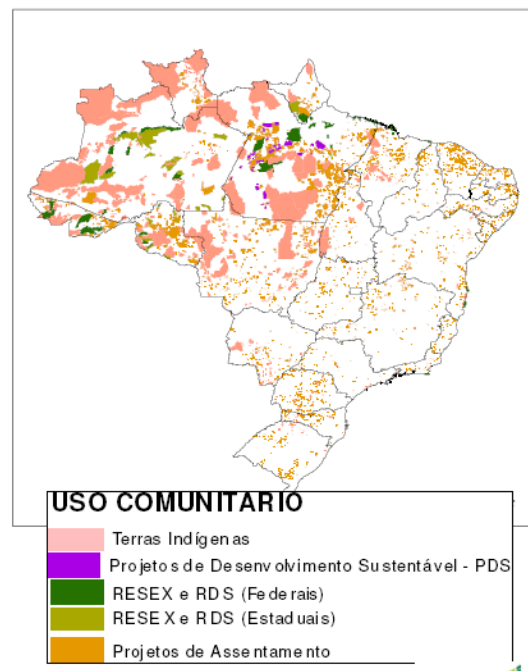 USO COMUNITARIO
Terras Indígenas
Projetos de Desenvolvimento Sustentável - PDS
RESEX e RDS (Federais)
RESEX e RDS (Estaduais)
Projetos de Assentamento